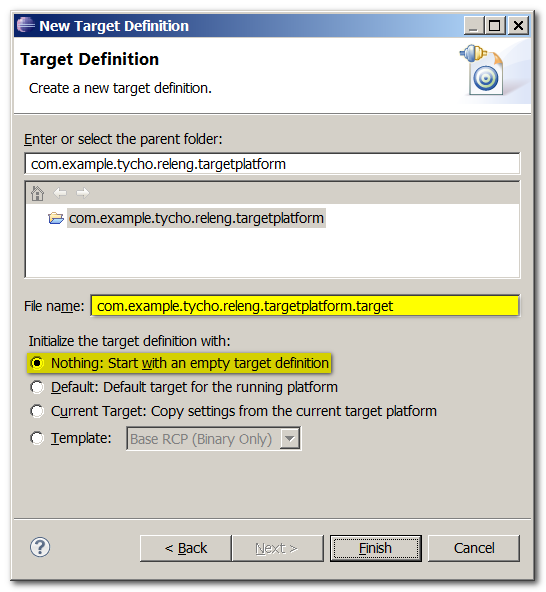 New Target Definition
Target Definition
Create a new target definition.
Enter or select the parent folder:
com.example.tycho.releng.targetplatform
com.example.tycho.releng.targetplatform
File name: com.example.tycho.releng.targetplatform.target
Initialize the target definition with:
Nothing: Start with an empty target definition
Default: Default target for the running platform
Current Target: Copy settings from the current target platform
Template: Base RCP (Binary Only)
? < Back Next > Finish Cancel